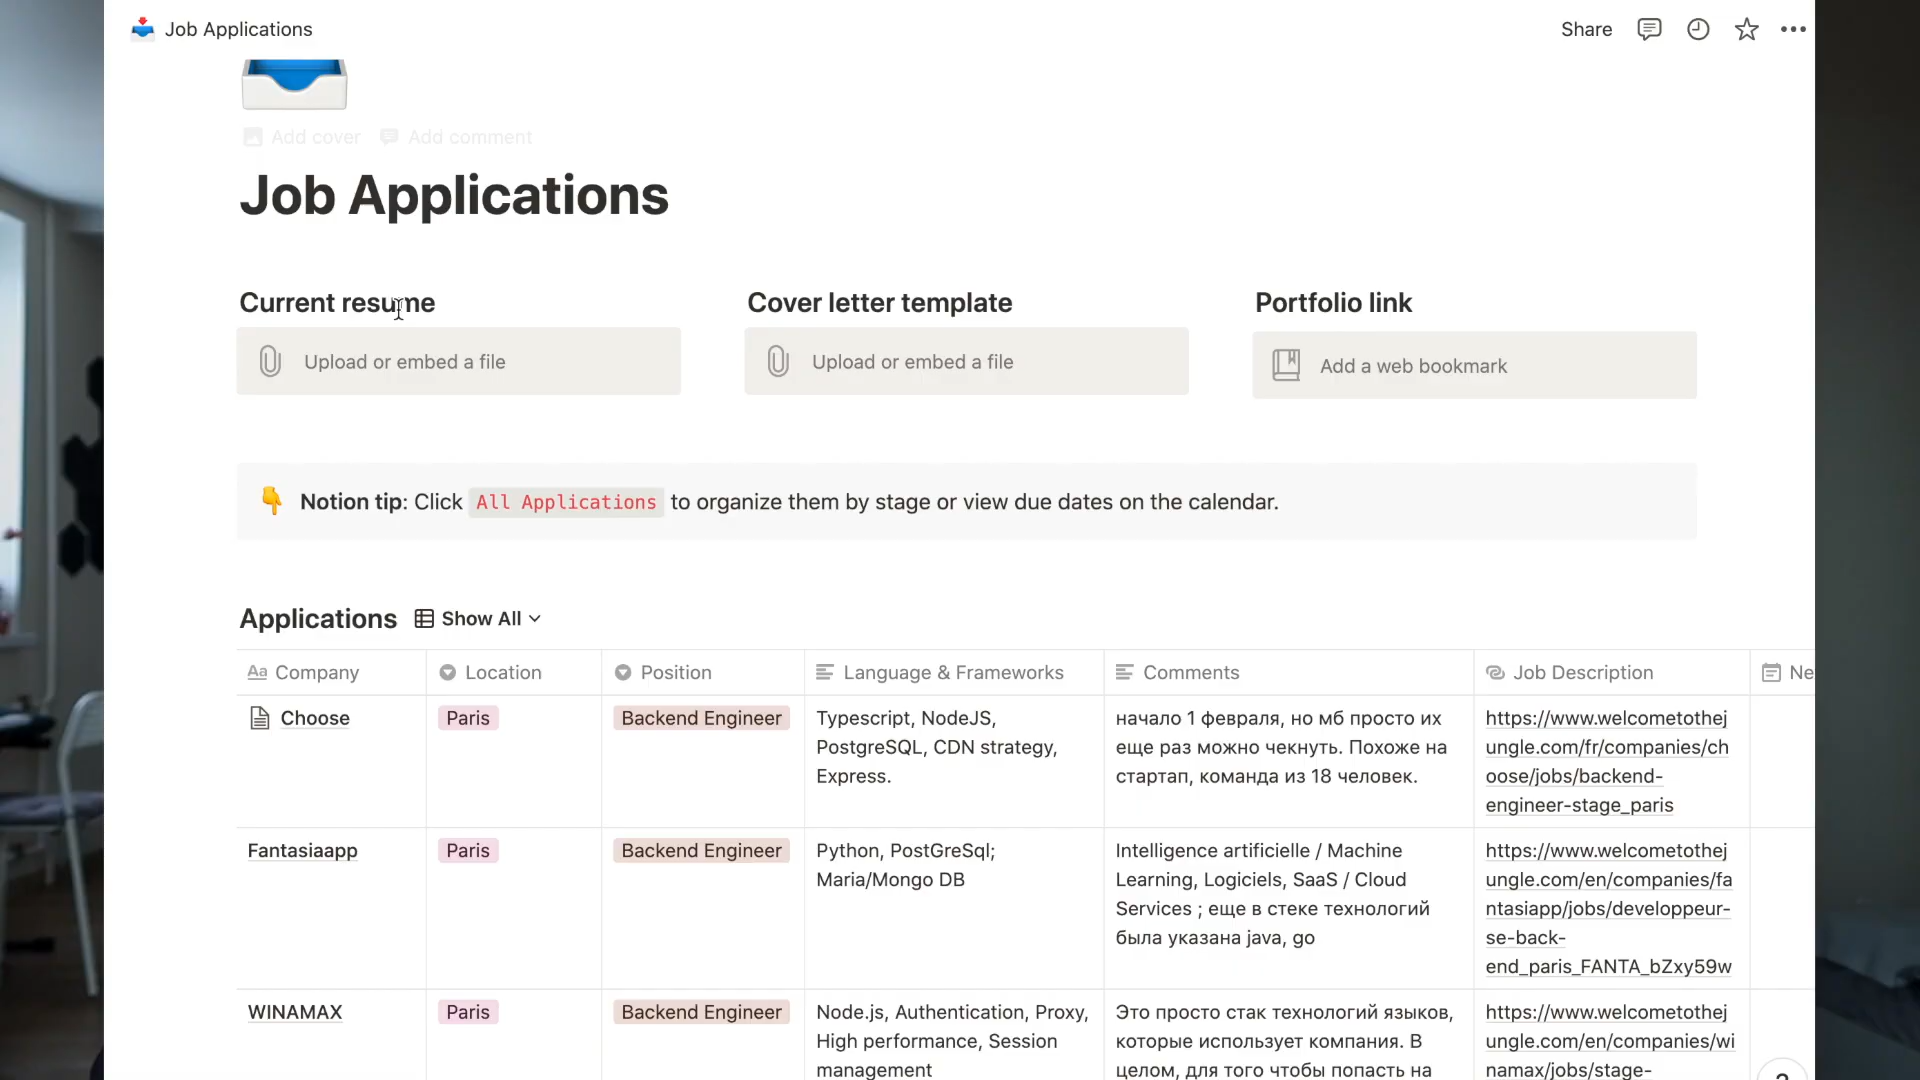 Job Applications
Share
Add cover
Add comment
Job Applications
Current resume
Cover letter template
Portfolio link
Upload or embed a file
Upload or embed a file
Add a web bookmark
Notion tip: Click All Applications to organize them by stage or view due dates on the calendar.
Applications
Show All
Aa Company
Location
Position
Language & Frameworks
Comments
Job Description
Ne
Choose
Paris
Backend Engineer
Typescript, NodeJS,
PostgreSQL, CDN strategy,
Express.
начало 1 февраля, но мб просто их
еще раз можно чекнуть. Похоже на
стартап, команда из 18 человек.
https://www.welcometothej
ungle.com/fr/companies/ch
oose/jobs/backend-
engineer-stage_paris
Fantasiaapp
Paris
Backend Engineer
Python, PostGreSql;
Maria/Mongo DB
Intelligence artificielle / Machine
Learning, Logiciels, SaaS / Cloud
Services ; еще в стеке технологий
была указана java, go
https://www.welcometothej
ungle.com/en/companies/fa
ntasiapp/jobs/developpeur-
se-back-
end_paris_FANTA_bZxy59w
WINAMAX
Paris
Backend Engineer
Node.js, Authentication, Proxy,
High performance, Session
management
Это просто стак технологий языков,
которые использует компания. В
целом, для того чтобы попасть на
https://www.welcometothej
ungle.com/en/companies/wi
namax/jobs/stage-